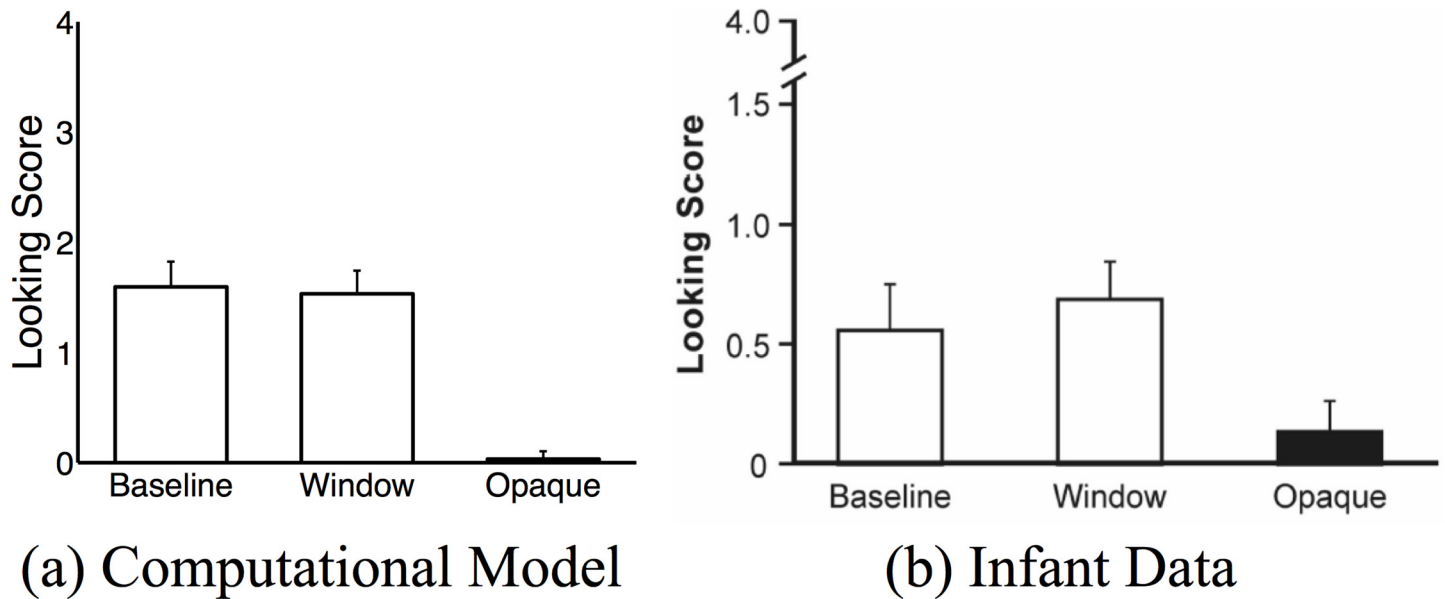 4
3
2
1
0
Looking Score
Baseline Window Opaque
(a) Computational Model
4.0
1.5
1.0
0.5
0
Looking Score
Baseline Window Opaque
(b) Infant Data